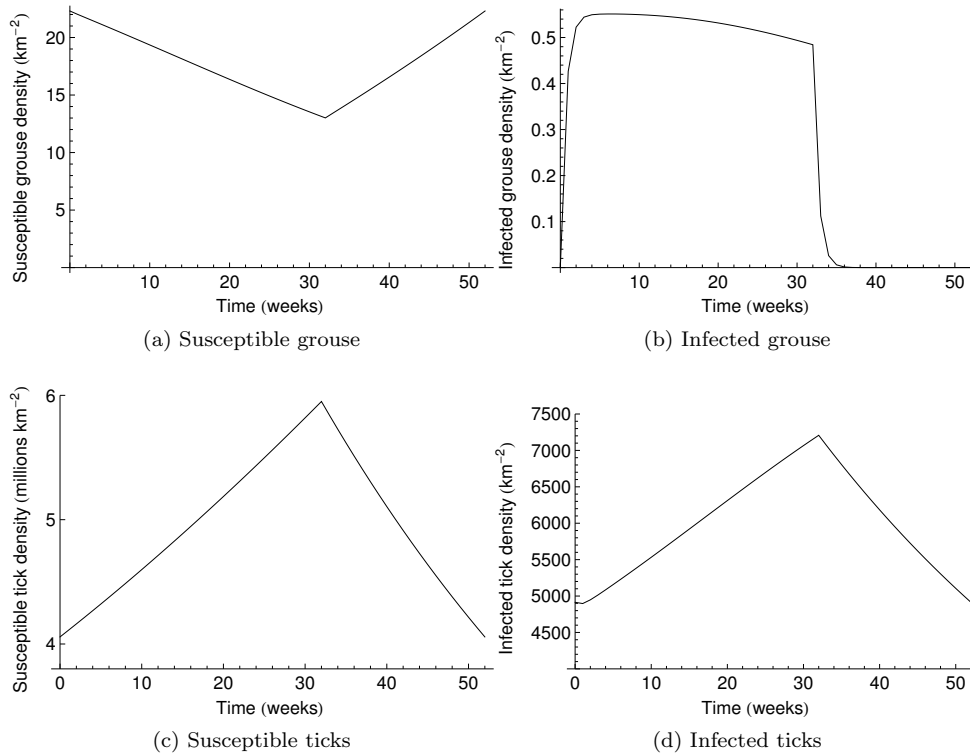 Susceptible grouse density (km⁻²)
20
15
10
5
10 20 30 40 50
Time (weeks)
(a) Susceptible grouse
Infected grouse density (km⁻²)
0.5
0.4
0.3
0.2
0.1
10 20 30 40 50
Time (weeks)
(b) Infected grouse
Susceptible tick density (millions km⁻²)
6
5
4
0 10 20 30 40 50
Time (weeks)
(c) Susceptible ticks
Infected tick density (km⁻²)
7500
7000
6500
6000
5500
5000
4500
0 10 20 30 40 50
Time (weeks)
(d) Infected ticks